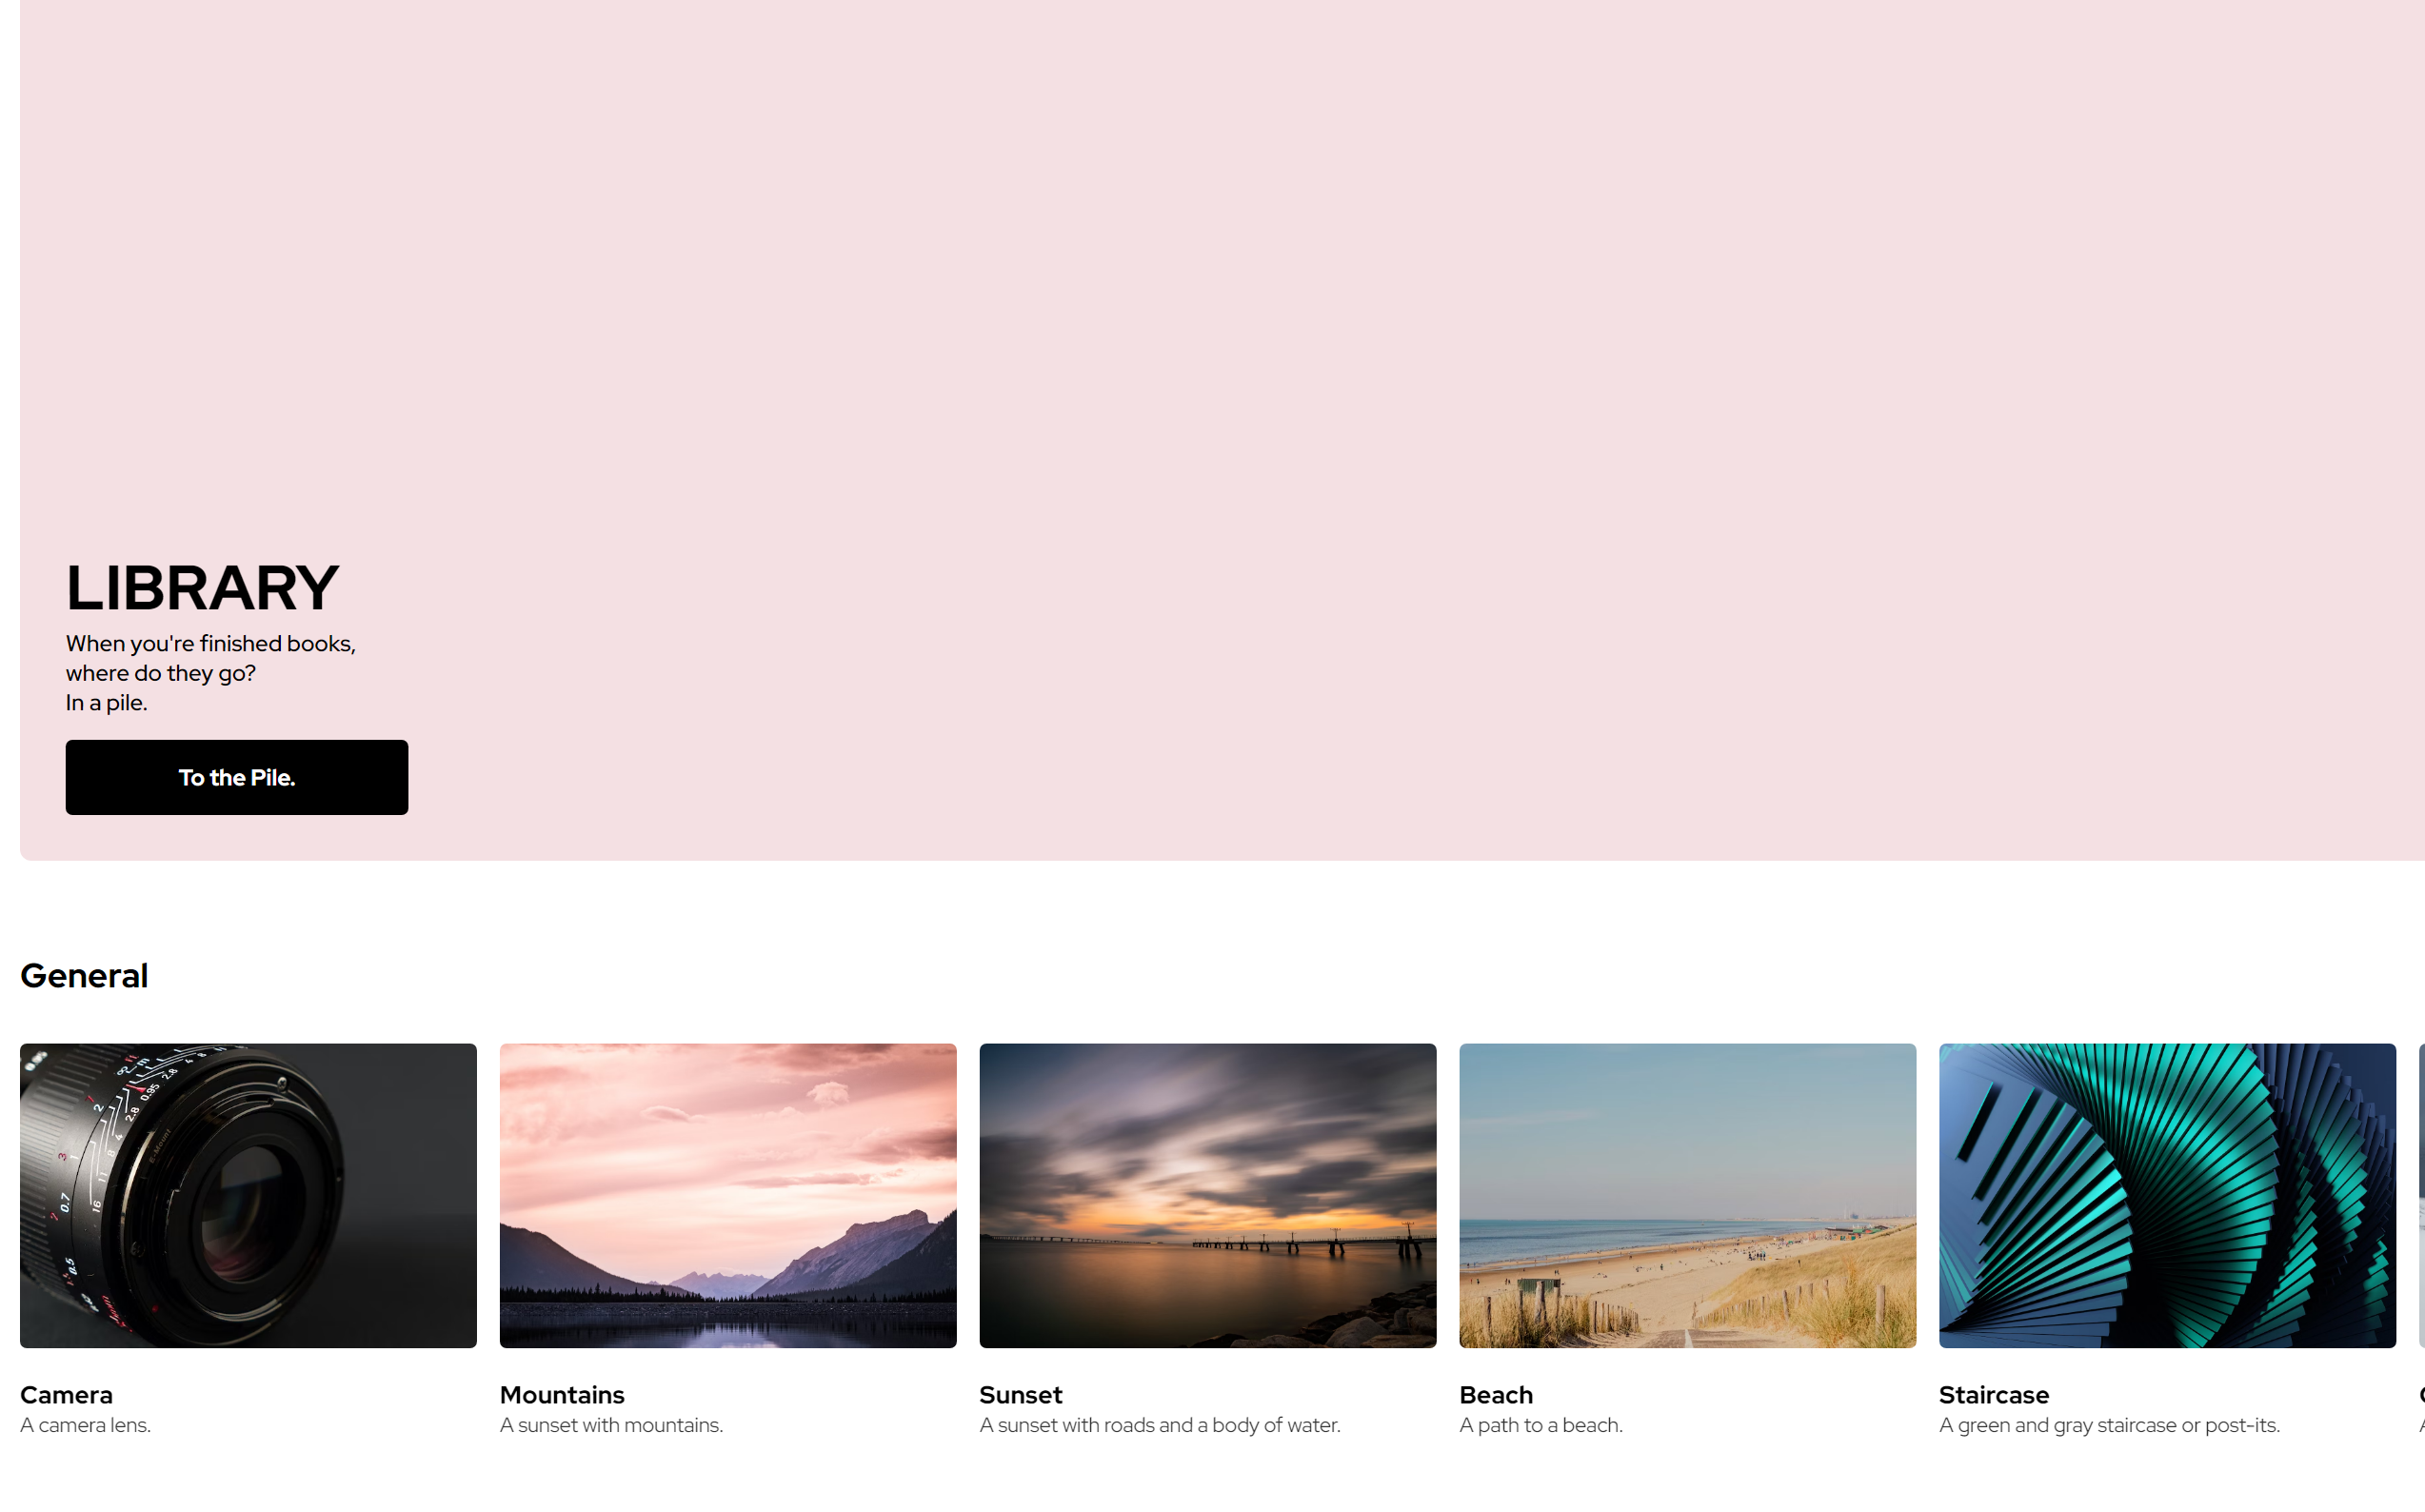 LIBRARY
When you're finished books,
where do they go?
In a pile.
To the Pile.
General
Camera
A camera lens.
Mountains
A sunset with mountains.
Sunset
A sunset with roads and a body of water.
Beach
A path to a beach.
Staircase
A green and gray staircase or post-its.